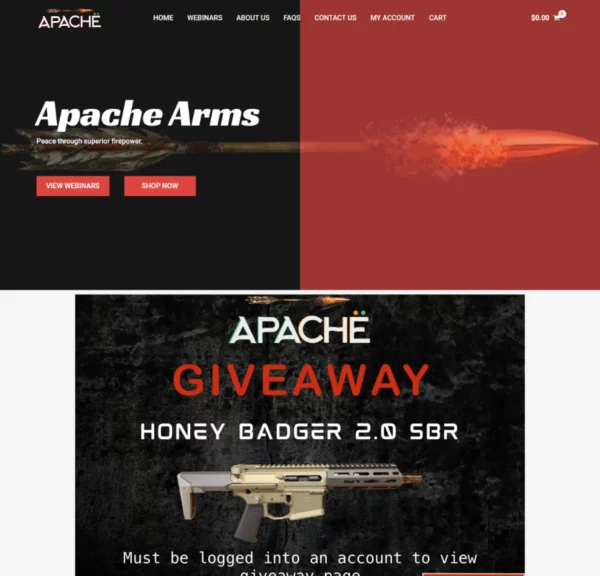 APACHË
HOME WEBINARS ABOUT US FAQS CONTACT US MY ACCOUNT CART $0.00 0
Apache Arms
Peace through superior firepower.
VIEW WEBINARS SHOP NOW
APACHË
GIVEAWAY
HONEY BADGER 2.0 SBR
Must be logged into an account to view
giveaway page